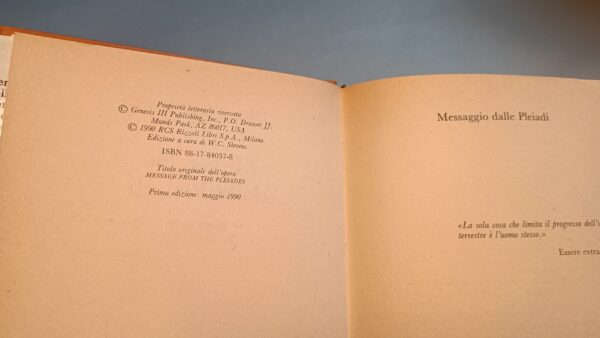 Proprietà letteraria riservata
© Genesis III Publishing, Inc., P.O. Drawer JJ.
Munds Park, AZ 86017, USA
© 1990 RCS Rizzoli Libri S.p.A., Milano
Edizione a cura di W.C. Stevens
ISBN 88-17-84037-8
Titolo originale dell'opera
MESSAGE FROM THE PLEIADES
Prima edizione: maggio 1990
Messaggio dalle Pleiadi
«La sola cosa che limita il progresso dell'
terrestre è l'uomo stesso.»
Essere extra